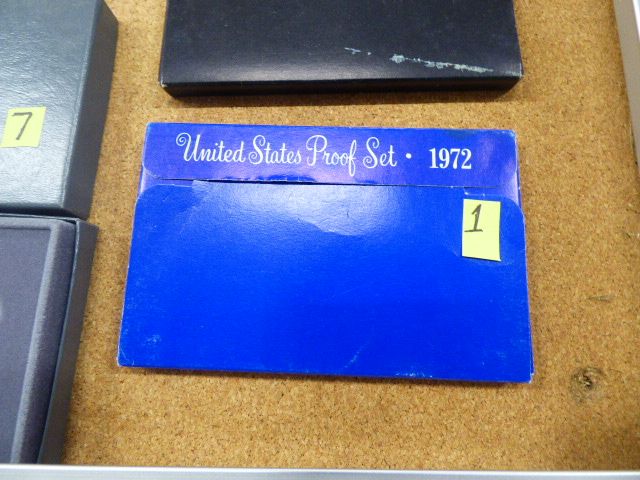 United States Proof Set • 1972
7
1